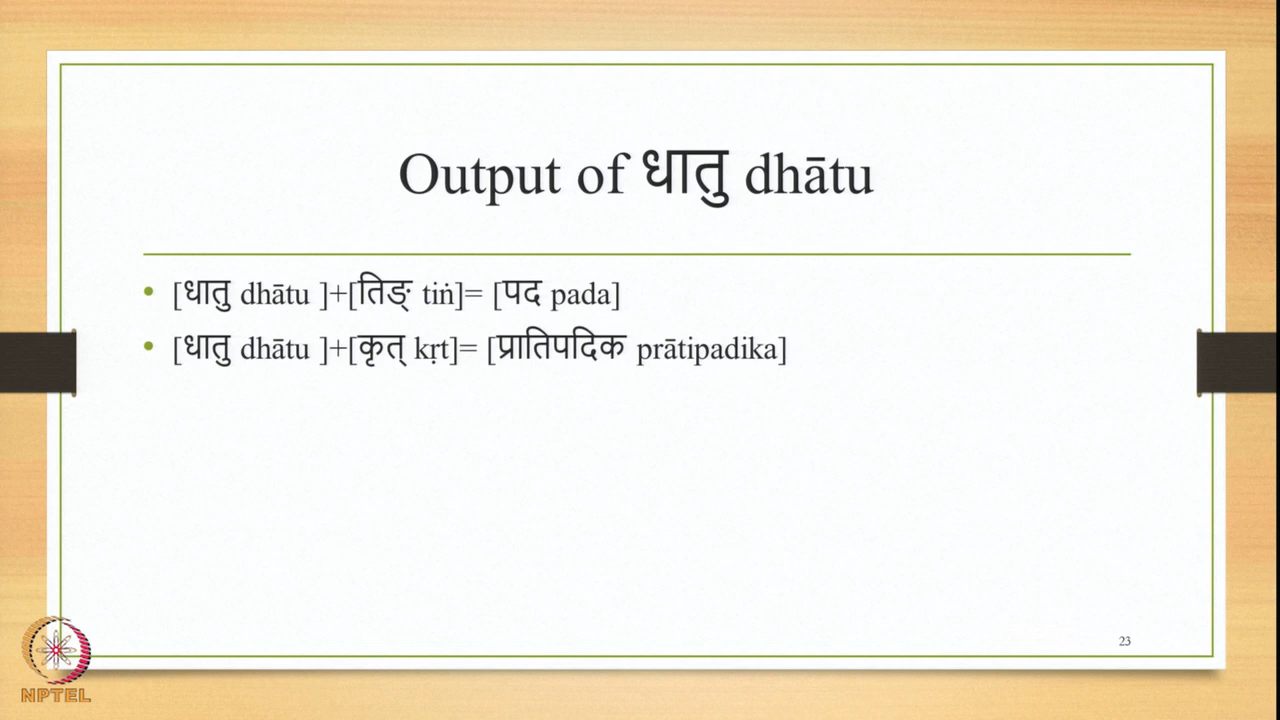 Output of धातु dhātu
• [धातु dhātu ]+[तिङ् tiṅ]= [पद pada]
• [धातु dhātu ]+[कृत् kṛt]= [प्रातिपदिक prātipadika]
23
NPTEL